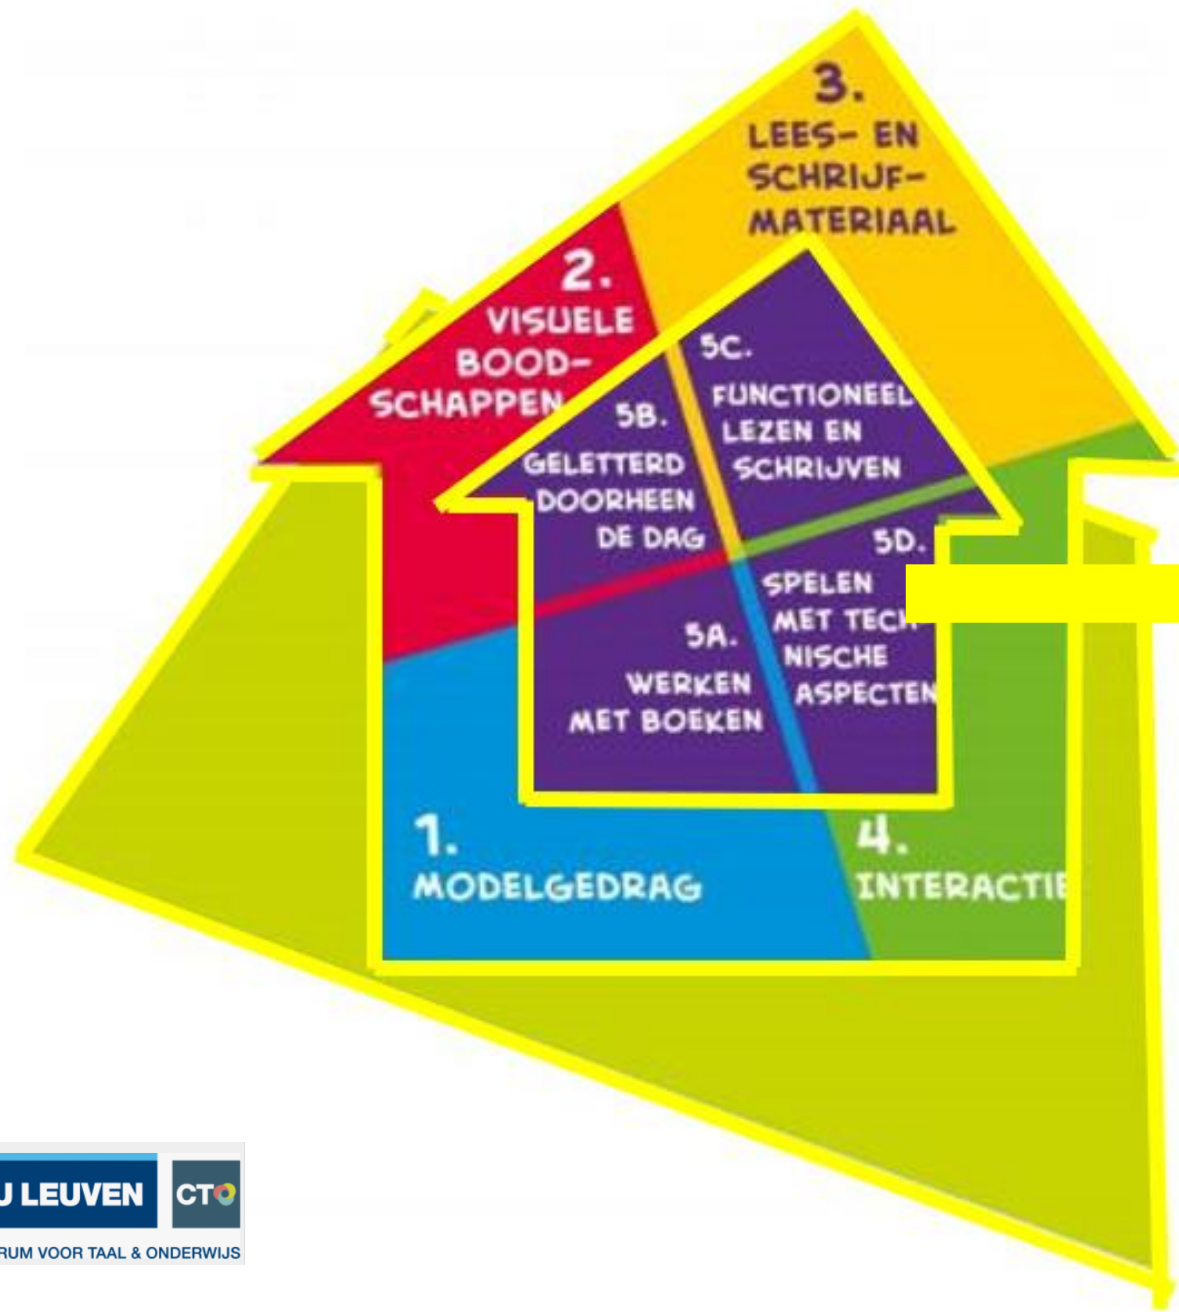 3.
LEES- EN
SCHRIJF-
MATERIAAL
2.
VISUELE
BOOD-
SCHAPPEN
5C.
FUNCTIONEEL
LEZEN EN
SCHRIJVEN
5B.
GELETTERD
DOORHEEN
DE DAG
5D.
SPELEN
MET TECH-
NISCHE
ASPECTEN
5A.
WERKEN
MET BOEKEN
1.
MODELGEDRAG
4.
INTERACTIE
J LEUVEN
CTO
RUM VOOR TAAL & ONDERWIJS